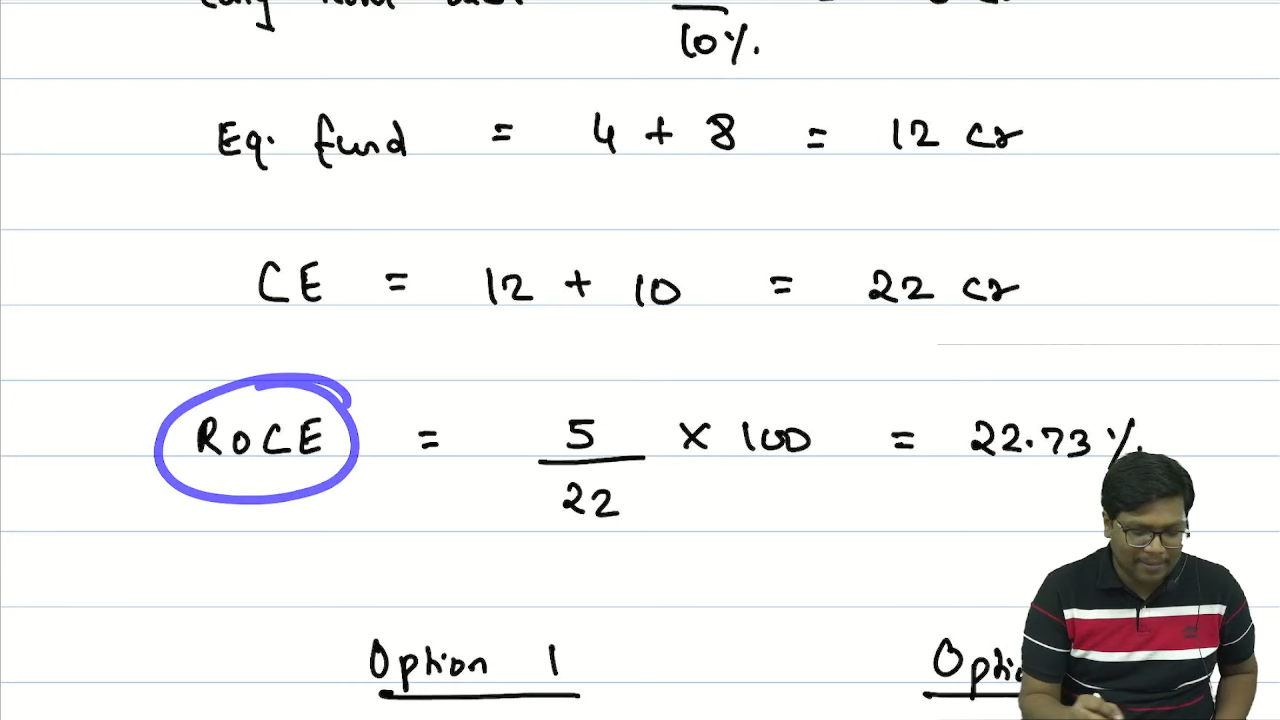 10%.
Eq. fund = 4 + 8 = 12 cr
CE = 12 + 10 = 22 cr
ROCE = 5 / 22 × 100 = 22.73%
Option 1